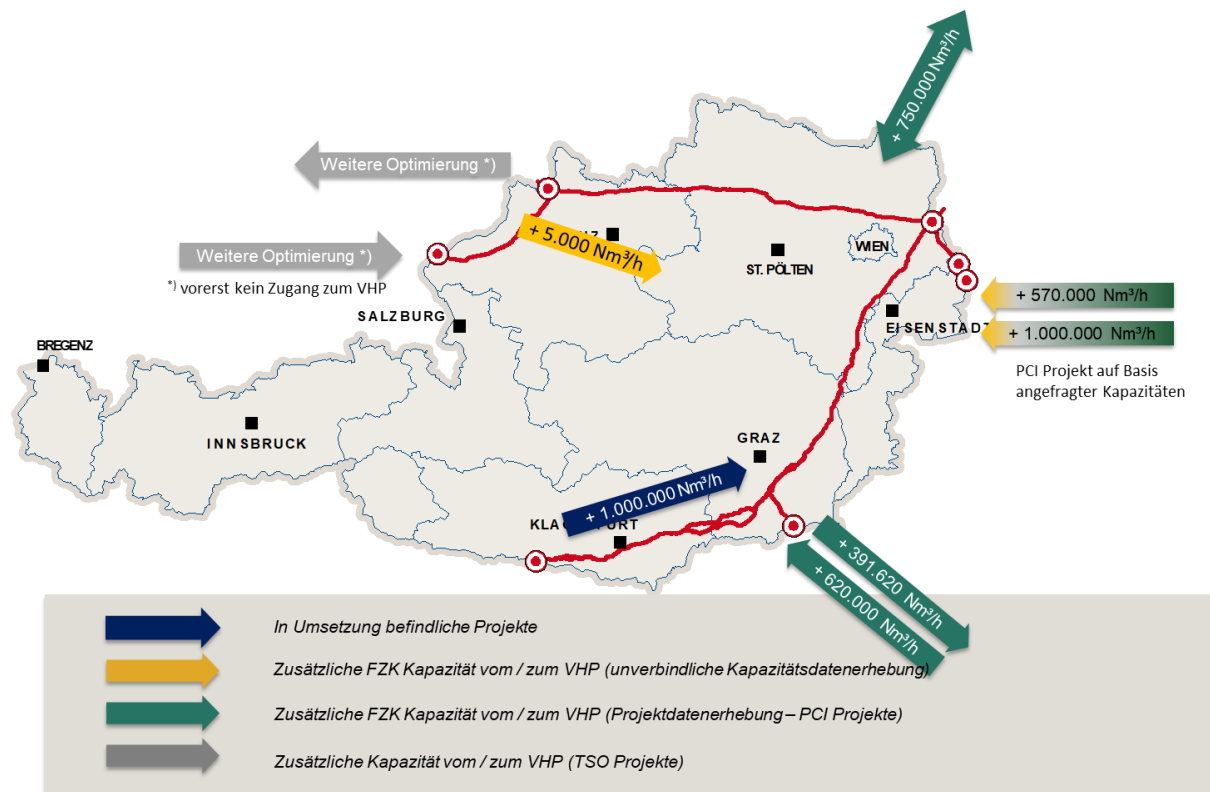 + 750.000 Nm³/h
Weitere Optimierung *)
+ 5.000 Nm³/h
WIEN
ST. PÖLTEN
Weitere Optimierung *)
*) vorerst kein Zugang zum VHP
SALZBURG
+ 570.000 Nm³/h
EISENSTADT
+ 1.000.000 Nm³/h
BREGENZ
PCI Projekt auf Basis
angefragter Kapazitäten
INNSBRUCK
GRAZ
+ 1.000.000 Nm³/h
+ 391.620 Nm³/h
+ 620.000 Nm³/h
In Umsetzung befindliche Projekte
Zusätzliche FZK Kapazität vom / zum VHP (unverbindliche Kapazitätsdatenerhebung)
Zusätzliche FZK Kapazität vom / zum VHP (Projektdatenerhebung – PCI Projekte)
Zusätzliche Kapazität vom / zum VHP (TSO Projekte)